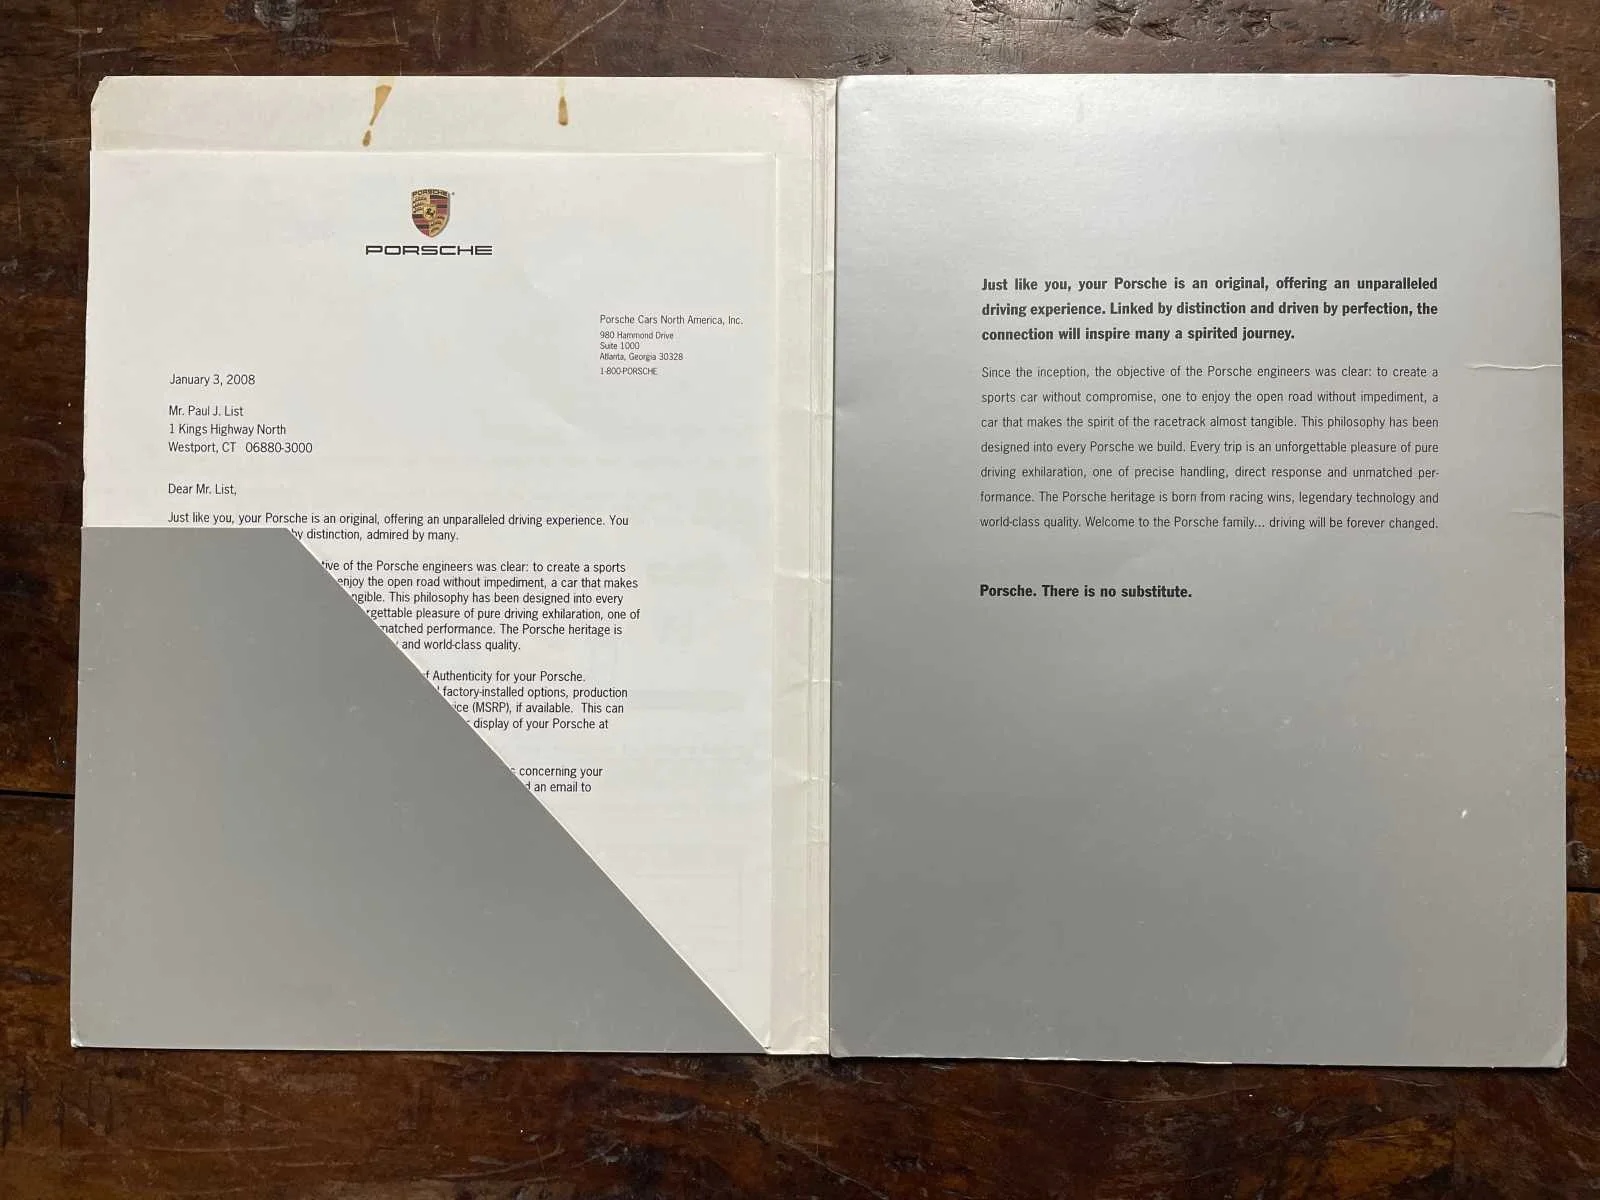 PORSCHE
PORSCHE
Porsche Cars North America, Inc.
980 Hammond Drive
Suite 1000
Atlanta, Georgia 30328
1-800-PORSCHE
January 3, 2008
Mr. Paul J. List
1 Kings Highway North
Westport, CT 06880-3000
Dear Mr. List,
Just like you, your Porsche is an original, offering an unparalleled driving experience. You
by distinction, admired by many.
of the Porsche engineers was clear: to create a sports
enjoy the open road without impediment, a car that makes
This philosophy has been designed into every
pleasure of pure driving exhilaration, one of
performance. The Porsche heritage is
and world-class quality.
Authenticity for your Porsche.
factory-installed options, production
(MSRP), if available. This can
display of your Porsche at
concerning your
an email to
Just like you, your Porsche is an original, offering an unparalleled
driving experience. Linked by distinction and driven by perfection, the
connection will inspire many a spirited journey.
Since the inception, the objective of the Porsche engineers was clear: to create a
sports car without compromise, one to enjoy the open road without impediment, a
car that makes the spirit of the racetrack almost tangible. This philosophy has been
designed into every Porsche we build. Every trip is an unforgettable pleasure of pure
driving exhilaration, one of precise handling, direct response and unmatched per-
formance. The Porsche heritage is born from racing wins, legendary technology and
world-class quality. Welcome to the Porsche family... driving will be forever changed.
Porsche. There is no substitute.